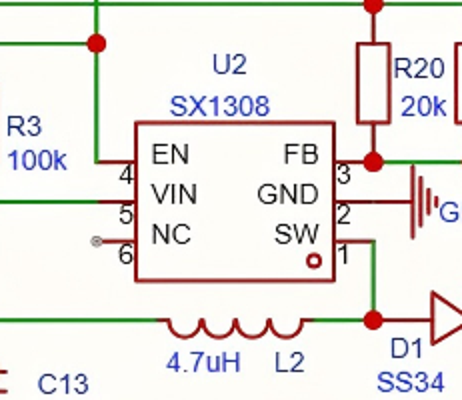 U2
SX1308
R20
20k
R3
100k
EN
FB
4
3
VIN
GND
5
2
G
NC
SW
6
1
4.7uH
L2
D1
SS34
C13